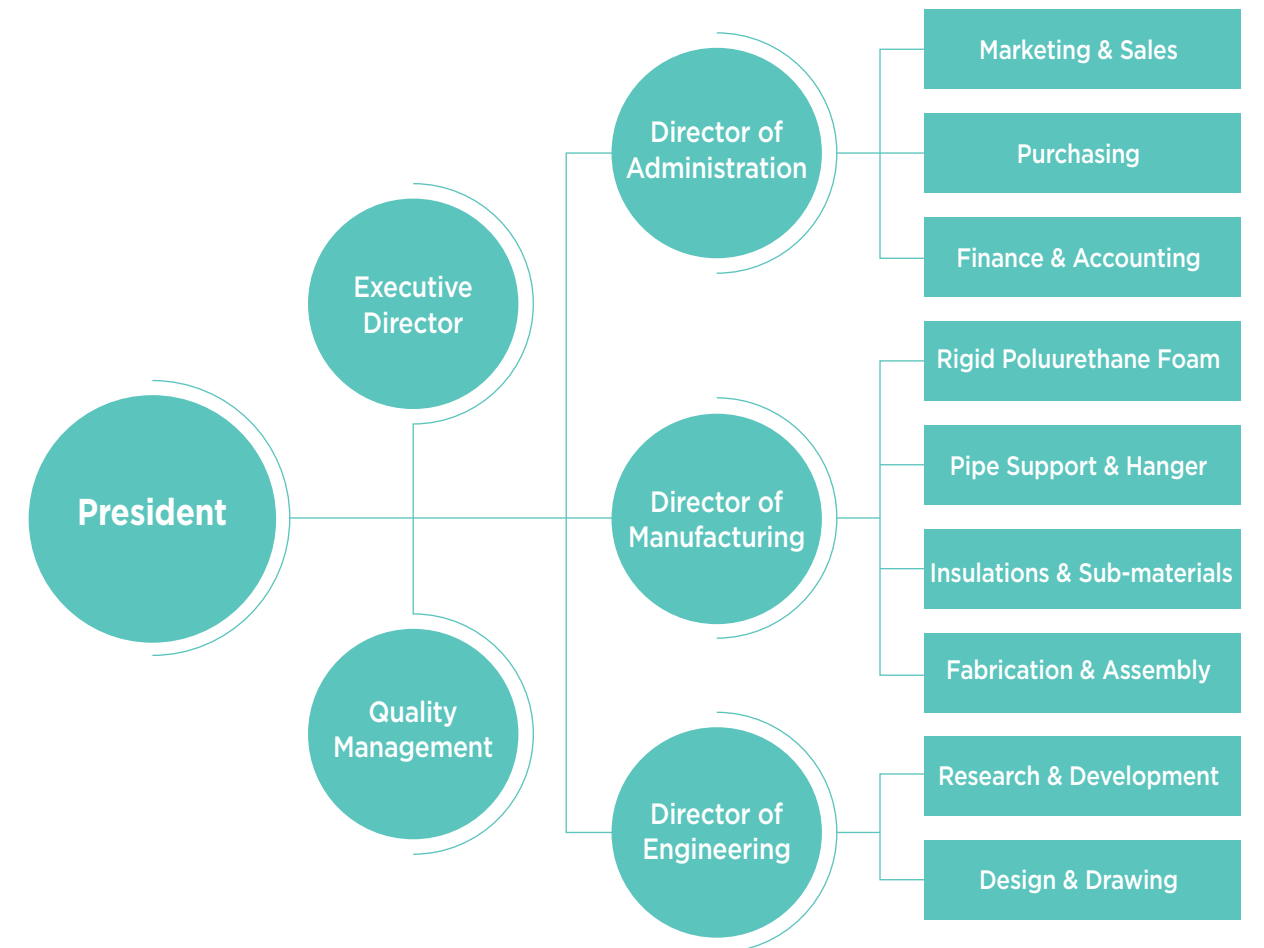 President
Executive
Director
Quality
Management
Director of
Administration
Director of
Manufacturing
Director of
Engineering
Marketing & Sales
Purchasing
Finance & Accounting
Rigid Poluurethane Foam
Pipe Support & Hanger
Insulations & Sub-materials
Fabrication & Assembly
Research & Development
Design & Drawing